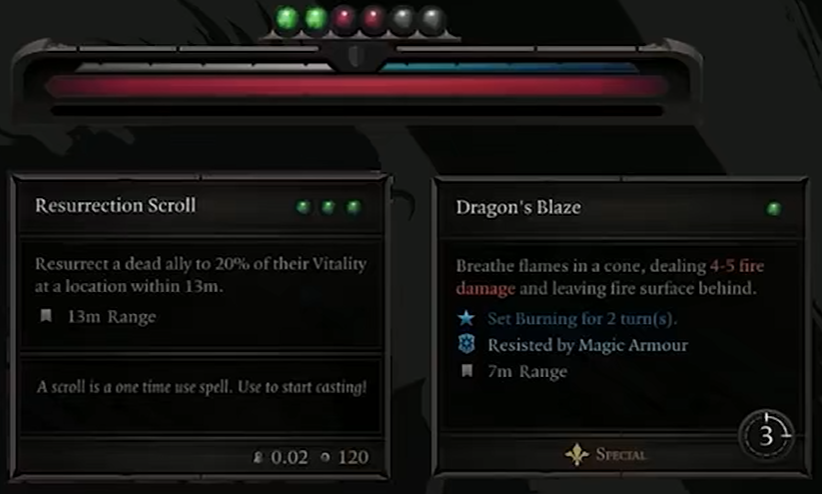 Resurrection Scroll
Resurrect a dead ally to 20% of their Vitality
at a location within 13m.
13m Range
A scroll is a one time use spell. Use to start casting!
0.02 120
Dragon's Blaze
Breathe flames in a cone, dealing 4-5 fire
damage and leaving fire surface behind.
Set Burning for 2 turn(s).
Resisted by Magic Armour
7m Range
3
Special